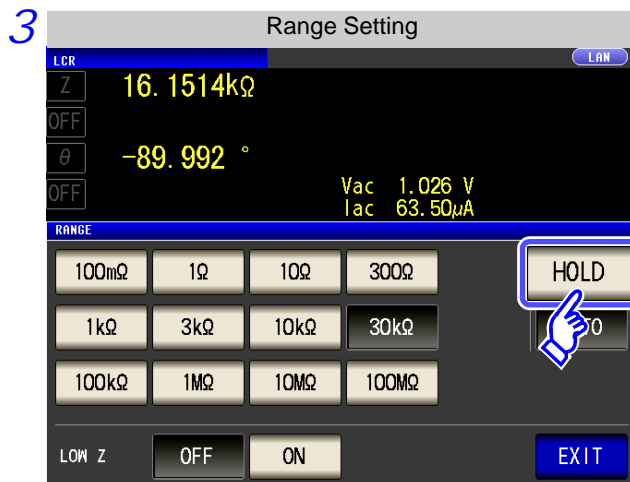 3
Range Setting
LCR LAN
Z 16.1514kΩ
OFF
θ -89.992 °
OFF Vac 1.026 V
Iac 63.50μA
RANGE
100mΩ 1Ω 10Ω 300Ω HOLD
1kΩ 3kΩ 10kΩ 30kΩ
100kΩ 1MΩ 10MΩ 100MΩ
LOW Z OFF ON EXIT